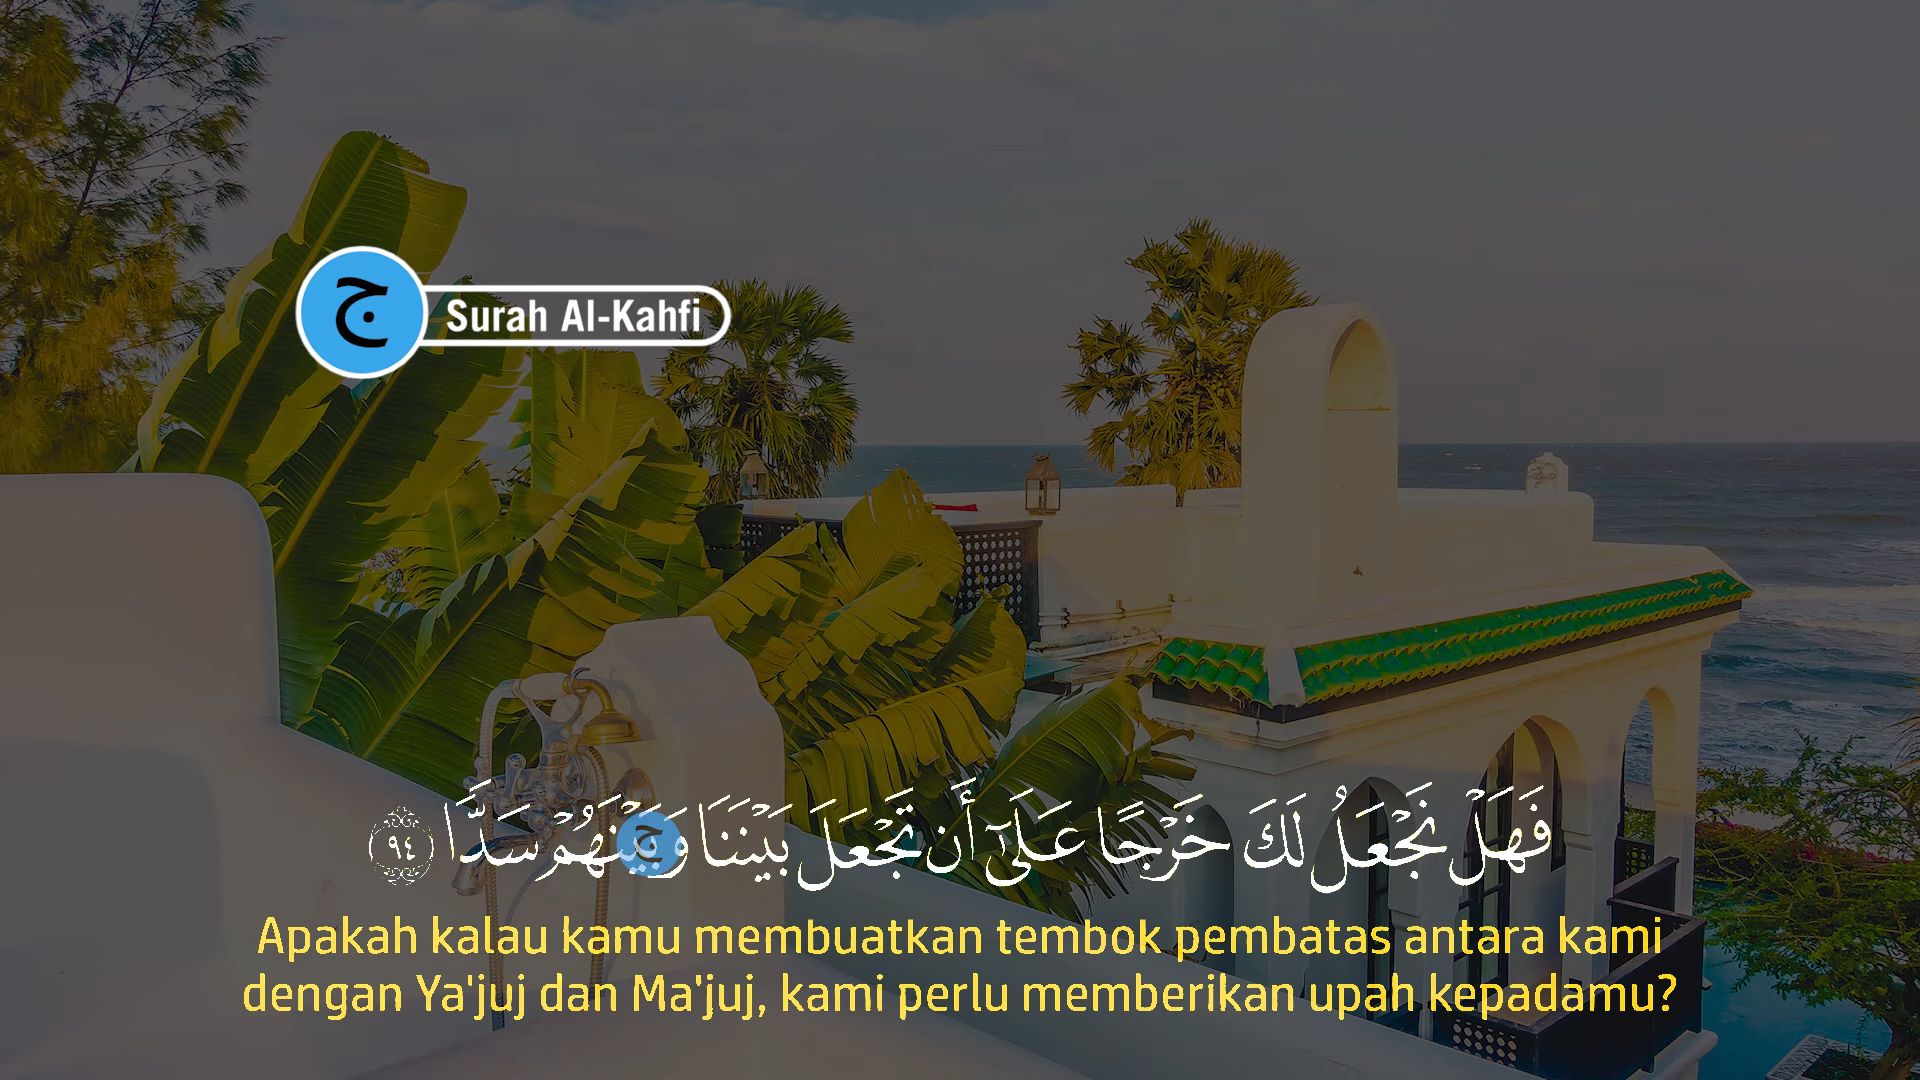 ج
Surah Al-Kahfi
فَهَلْ نَجْعَلُ لَكَ خَرْجًا عَلَىٰٓ أَن تَجْعَلَ بَيْنَنَا وَبَيْنَهُمْ سَدًّا ٩٤
ج
Apakah kalau kamu membuatkan tembok pembatas antara kami
dengan Ya'juj dan Ma'juj, kami perlu memberikan upah kepadamu?